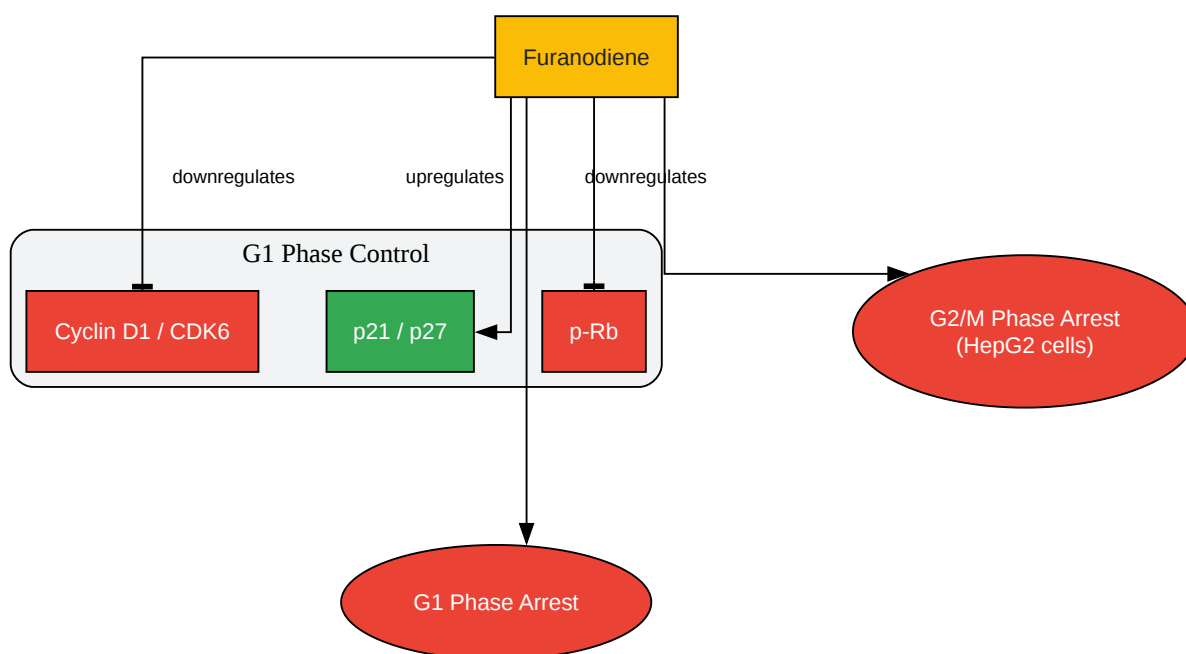 Furanodiene
downregulates
upregulates
downregulates
G1 Phase Control
Cyclin D1 / CDK6
p21 / p27
p-Rb
G2/M Phase Arrest
(HepG2 cells)
G1 Phase Arrest